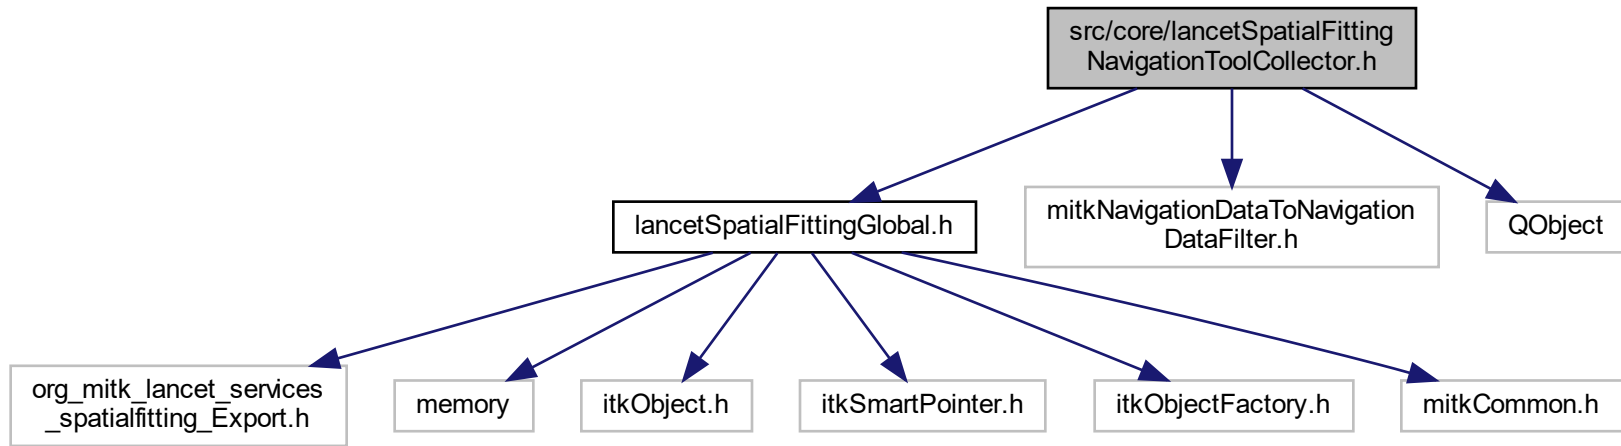 src/core/lancetSpatialFitting
NavigationToolCollector.h
lancetSpatialFittingGlobal.h
mitkNavigationDataToNavigation
DataFilter.h
QObject
org_mitk_lancet_services
_spatialfitting_Export.h
memory
itkObject.h
itkSmartPointer.h
itkObjectFactory.h
mitkCommon.h